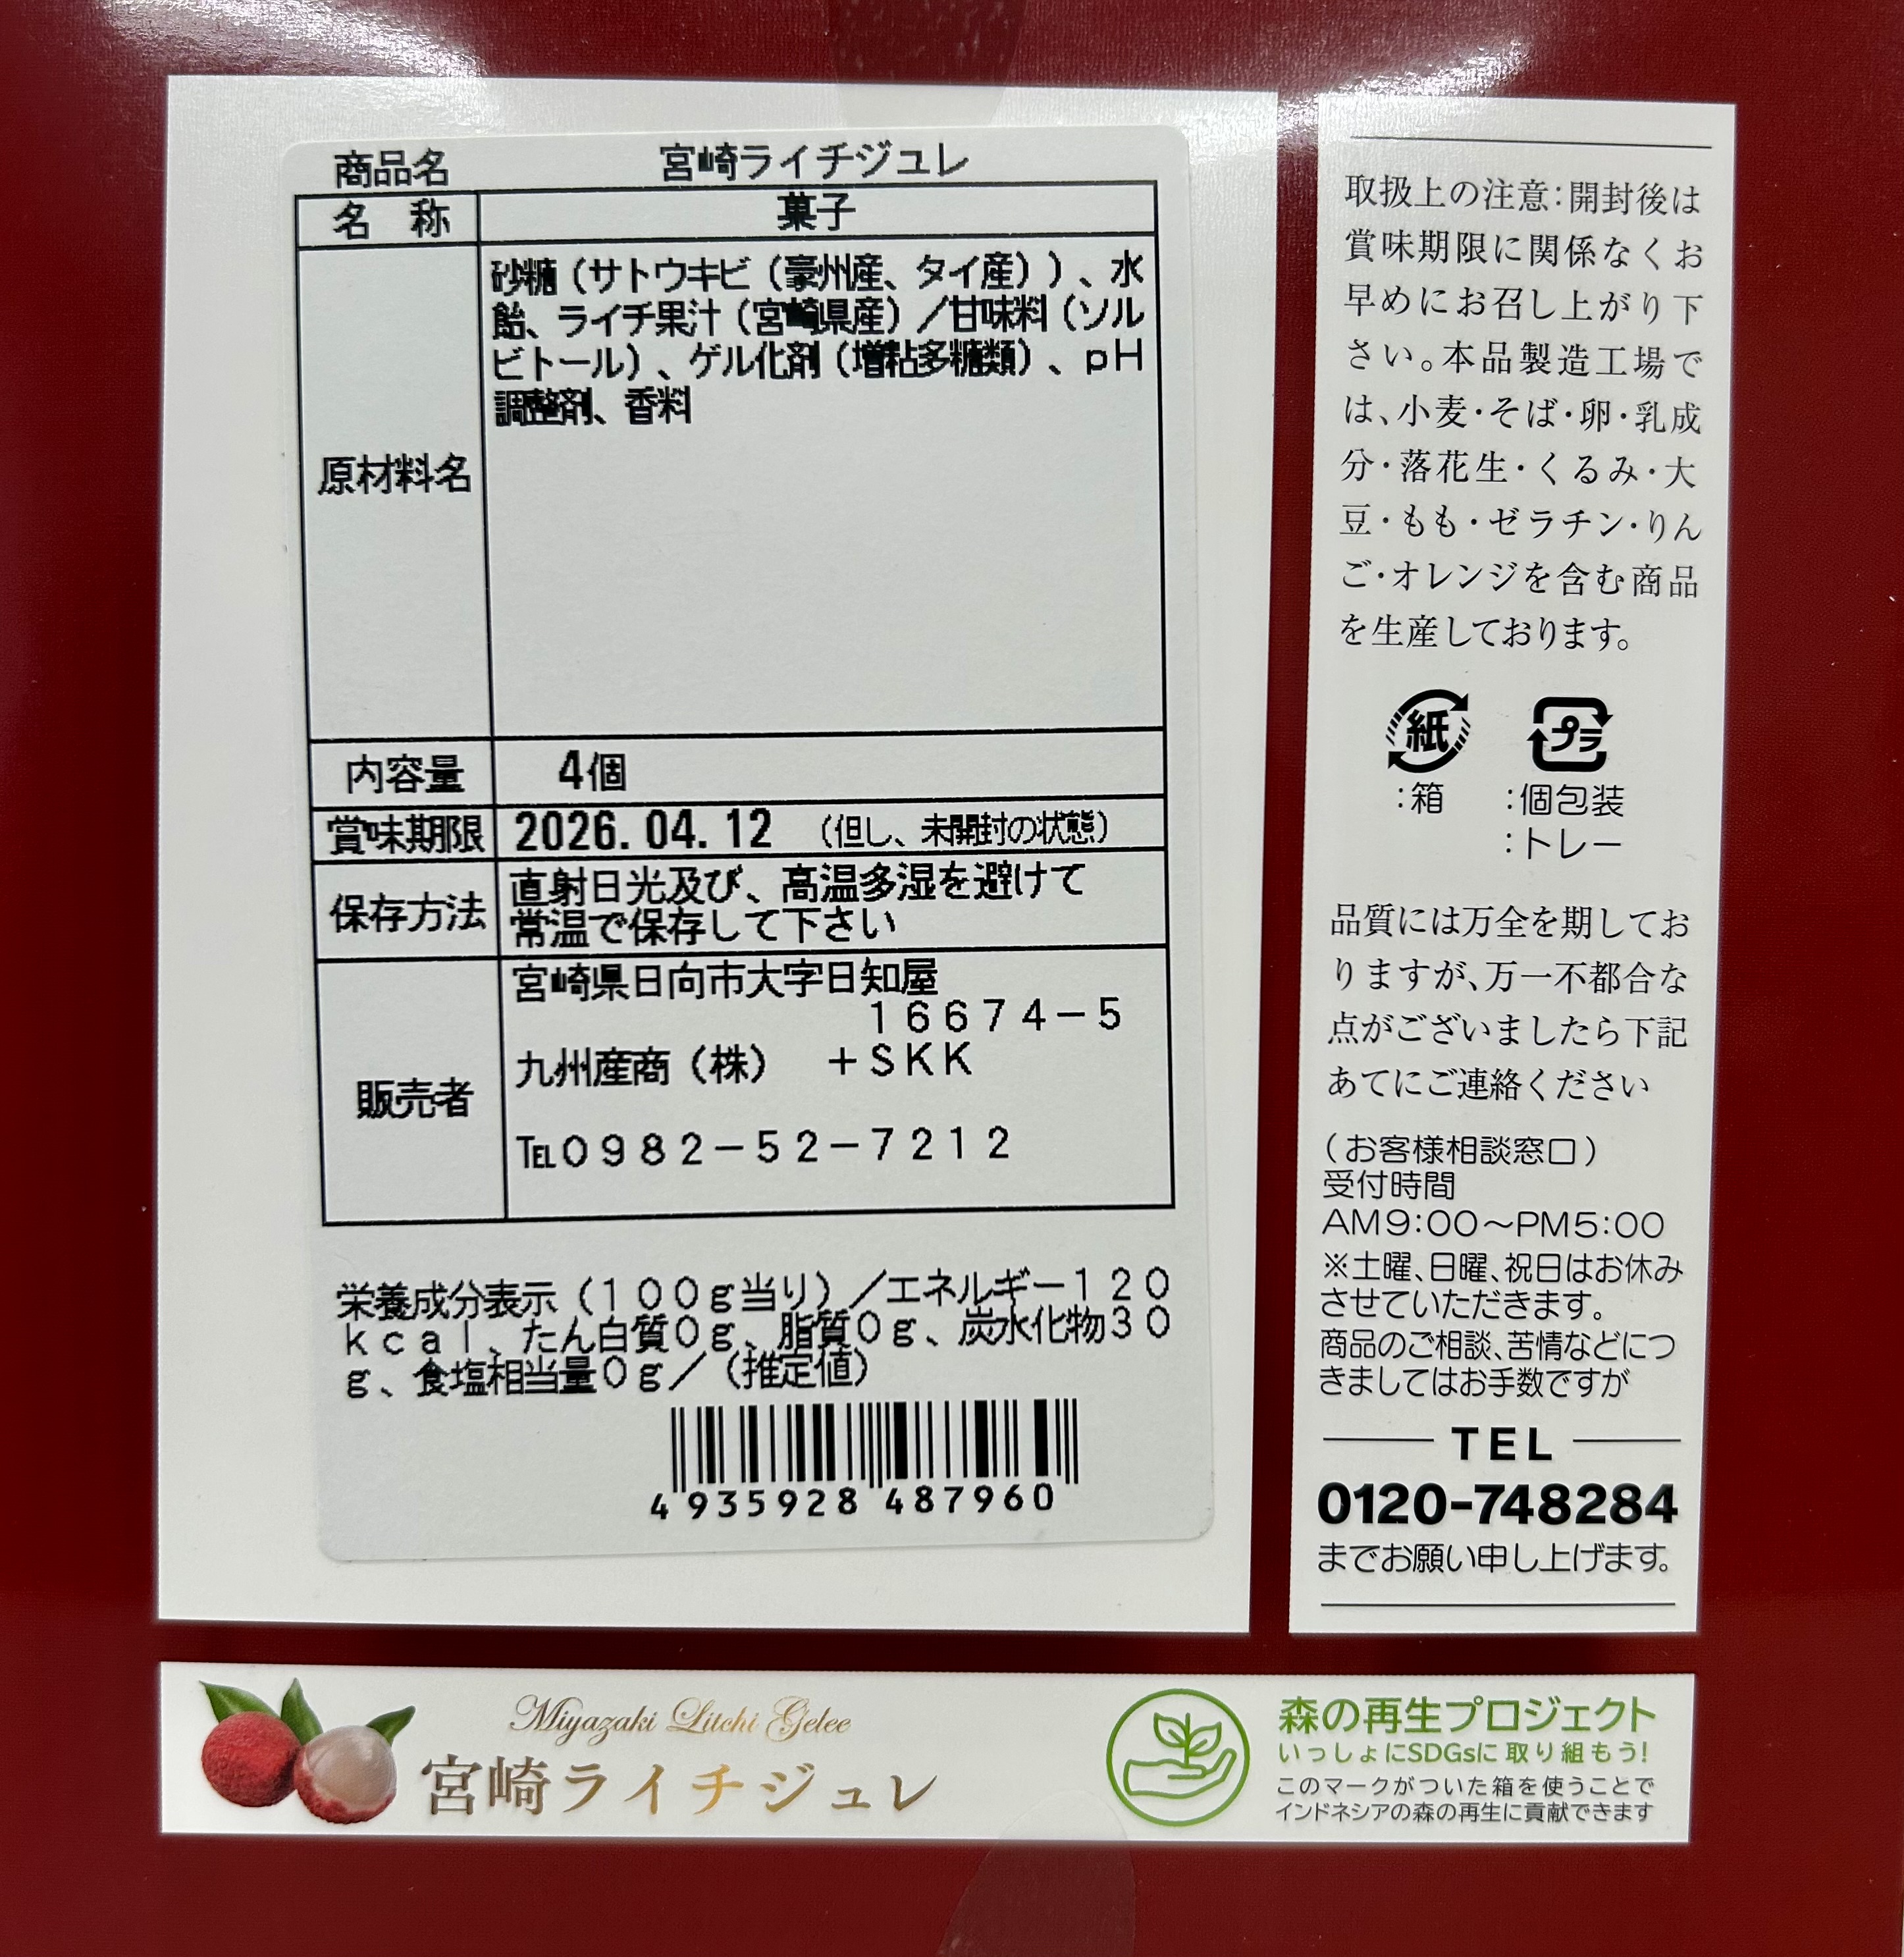 商品名 宮崎ライチジュレ
名 称 菓子
原材料名
砂糖（サトウキビ（豪州産、タイ産））、水
飴、ライチ果汁（宮崎県産）／甘味料（ソル
ビトール）、ゲル化剤（増粘多糖類）、ｐＨ
調整剤、香料
内容量 4個
賞味期限 2026.04.12 （但し、未開封の状態）
保存方法
直射日光及び、高温多湿を避けて
常温で保存して下さい
販売者
宮崎県日向市大字日知屋
１６６７４－５
九州産商（株） ＋ＳＫＫ
℡０９８２－５２－７２１２
栄養成分表示（１００ｇ当り）／エネルギー１２０
ｋｃａｌ、たん白質０ｇ、脂質０ｇ、炭水化物３０
ｇ、食塩相当量０ｇ／（推定値）
4 935928 487960
取扱上の注意：開封後は
賞味期限に関係なくお
早めにお召し上がり下
さい。本品製造工場で
は、小麦・そば・卵・乳成
分・落花生・くるみ・大
豆・もも・ゼラチン・りん
ご・オレンジを含む商品
を生産しております。
紙 プラ
：箱 ：個包装
：トレー
品質には万全を期してお
りますが、万一不都合な
点がございましたら下記
あてにご連絡ください
（お客様相談窓口）
受付時間
AM9:00〜PM5:00
※土曜、日曜、祝日はお休み
させていただきます。
商品のご相談、苦情などにつ
きましてはお手数ですが
TEL
0120-748284
までお願い申し上げます。
Miyazaki Litchi Gelee
宮崎ライチジュレ
森の再生プロジェクト
いっしょにSDGsに取り組もう!
このマークがついた箱を使うことで
インドネシアの森の再生に貢献できます